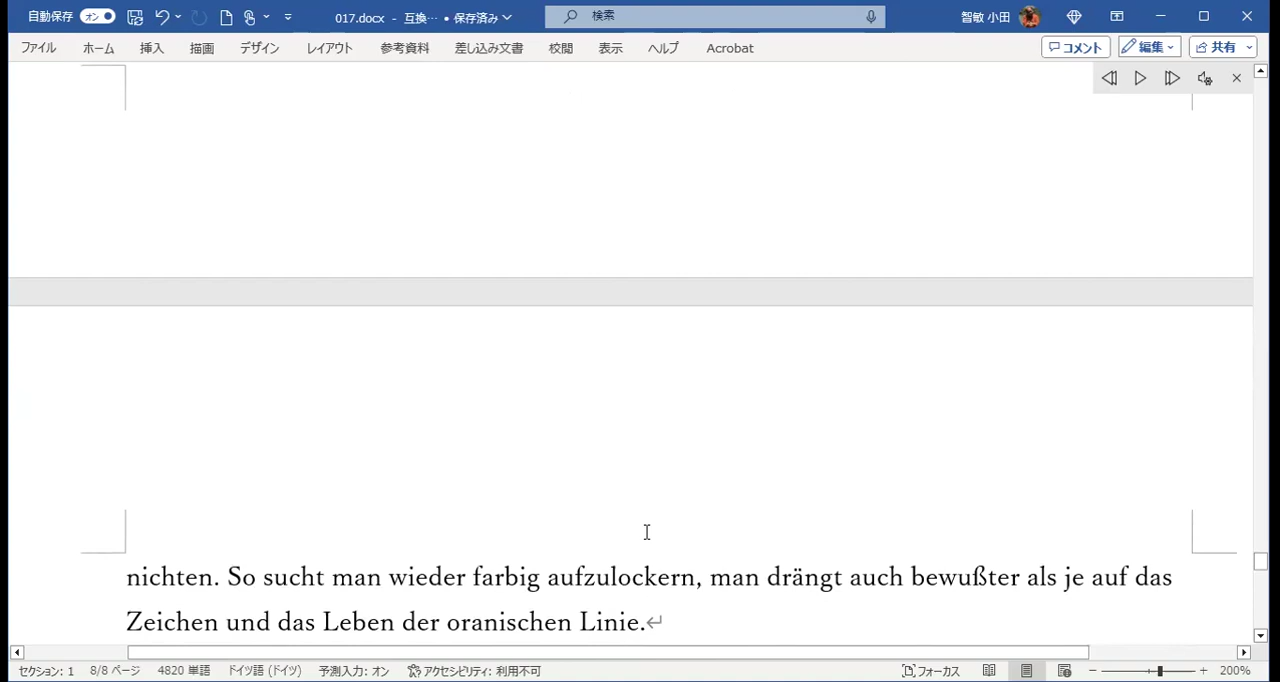 自動保存 オン 017.docx - 互換… • 保存済み 検索 智敏 小田
ファイル ホーム 挿入 描画 デザイン レイアウト 参考資料 差し込み文書 校閲 表示 ヘルプ Acrobat コメント 編集 共有
nichten. So sucht man wieder farbig aufzulockern, man drängt auch bewußter als je auf das
Zeichen und das Leben der oranischen Linie.↵
セクション: 1 8/8 ページ 4820 単語 ドイツ語 (ドイツ) 予測入力: オン アクセシビリティ: 利用不可 フォーカス − + 200%